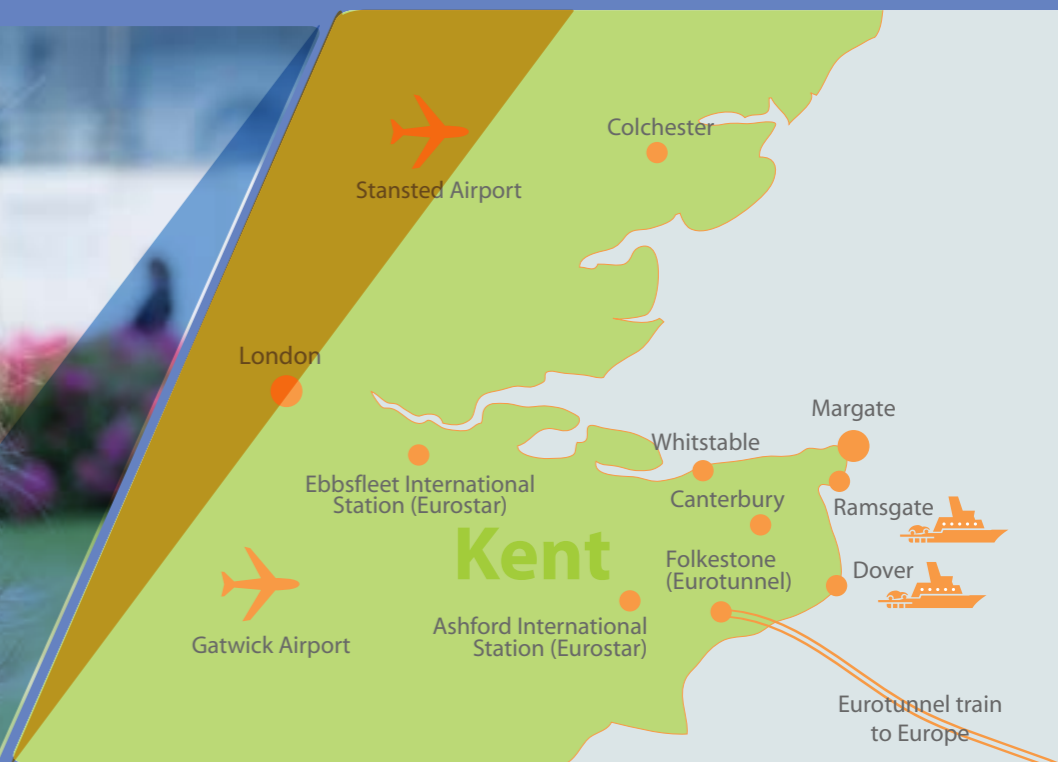 Colchester
Stansted Airport
London
Margate
Whitstable
Ebbsfleet International
Station (Eurostar)
Canterbury
Ramsgate
Kent
Folkestone
(Eurotunnel)
Dover
Ashford International
Station (Eurostar)
Gatwick Airport
Eurotunnel train
to Europe